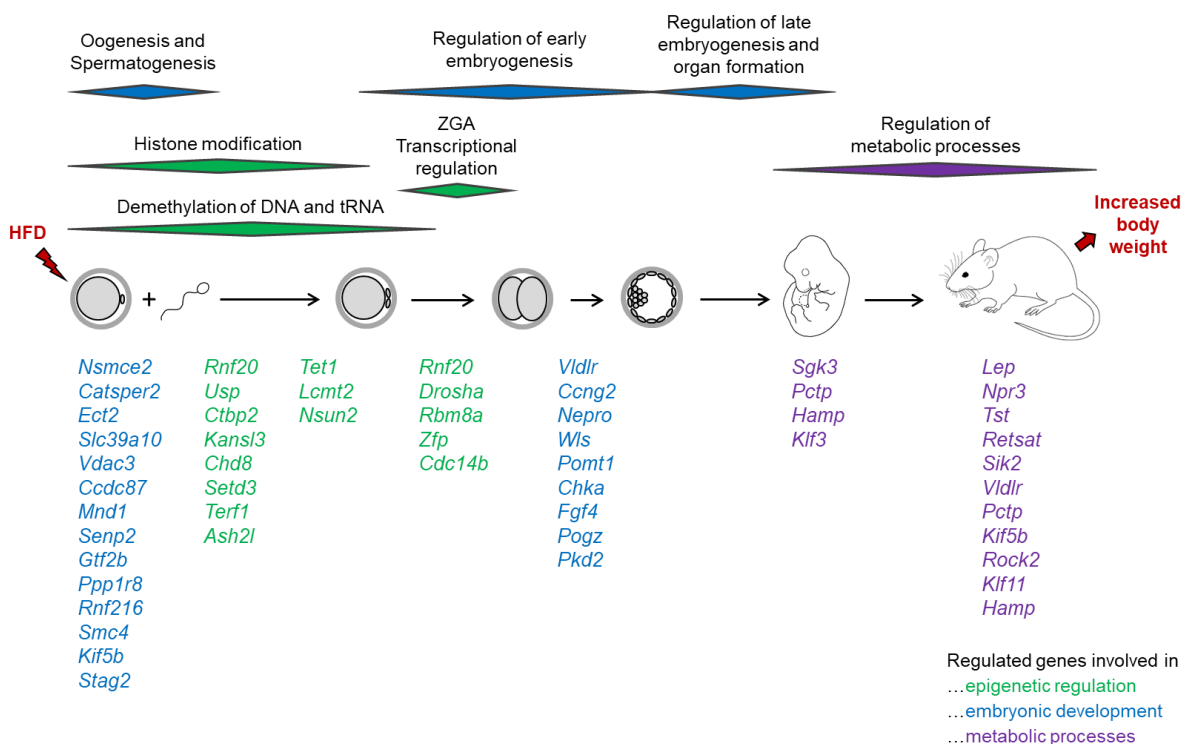 Oogenesis and
Spermatogenesis
Regulation of early
embryogenesis
Regulation of late
embryogenesis and
organ formation
Histone modification
ZGA
Transcriptional
regulation
Regulation of
metabolic processes
Demethylation of DNA and tRNA
HFD
Increased
body
weight
+
Nsmce2
Catsper2
Ect2
Slc39a10
Vdac3
Ccdc87
Mnd1
Senp2
Gtf2b
Ppp1r8
Rnf216
Smc4
Kif5b
Stag2
Rnf20
Usp
Ctbp2
Kansl3
Chd8
Setd3
Terf1
Ash2l
Tet1
Lcmt2
Nsun2
Rnf20
Drosha
Rbm8a
Zfp
Cdc14b
Vldlr
Ccng2
Nepro
Wls
Pomt1
Chka
Fgf4
Pogz
Pkd2
Sgk3
Pctp
Hamp
Klf3
Lep
Npr3
Tst
Retsat
Sik2
Vldlr
Pctp
Kif5b
Rock2
Klf11
Hamp
Regulated genes involved in
…epigenetic regulation
…embryonic development
…metabolic processes